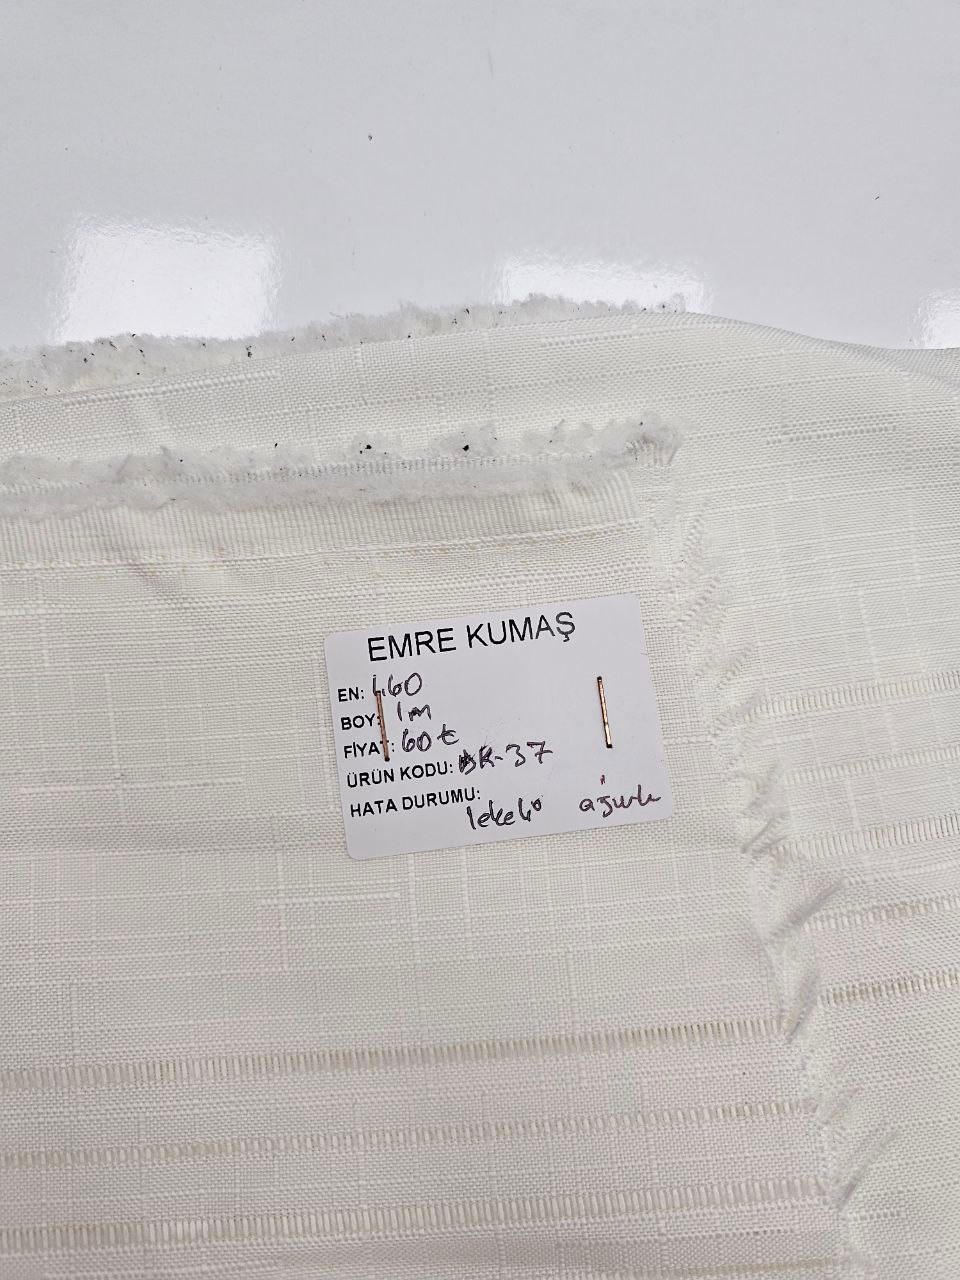 EMRE KUMAŞ
EN: 1.60
BOY: 1m
FİYAT: 60 ₺
ÜRÜN KODU: BK-37
HATA DURUMU:
lekeli